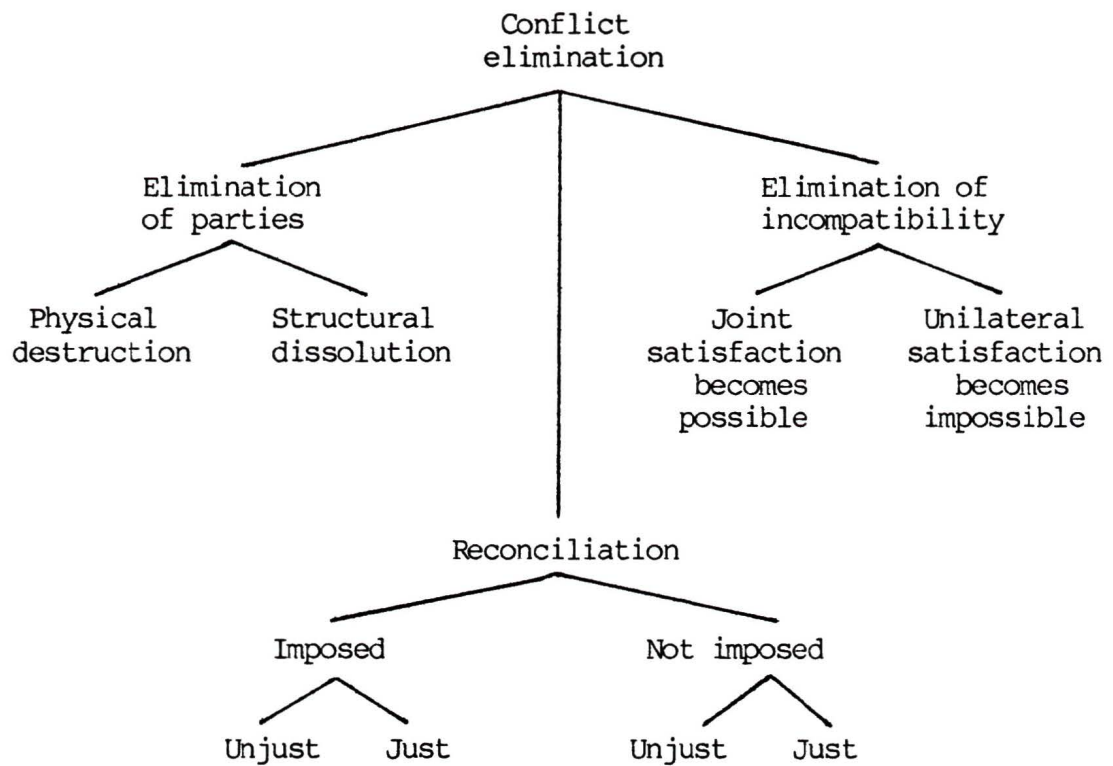 Conflict
elimination
Elimination
of parties
Elimination of
incompatibility
Physical
destruction
Structural
dissolution
Joint
satisfaction
becomes
possible
Unilateral
satisfaction
becomes
impossible
Reconciliation
Imposed
Not imposed
Unjust
Just
Unjust
Just